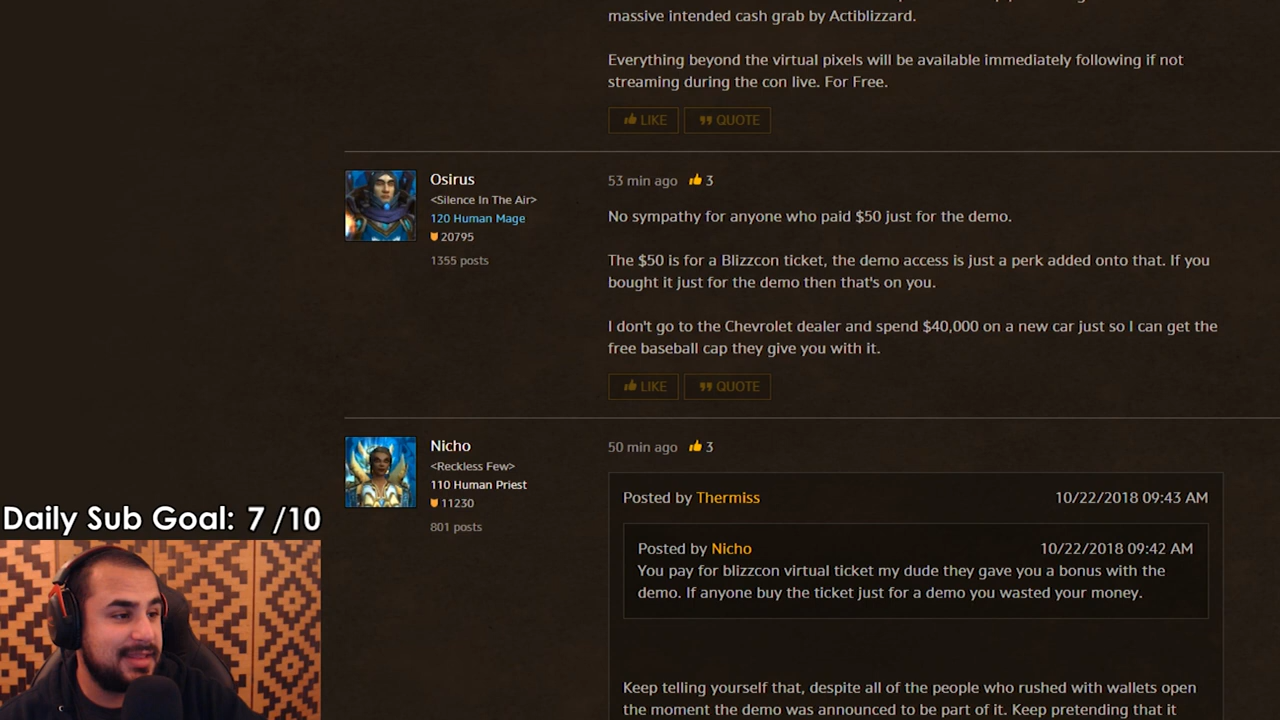 massive intended cash grab by Actiblizzard.
Everything beyond the virtual pixels will be available immediately following if not
streaming during the con live. For Free.
LIKE QUOTE
Osirus
<Silence In The Air>
120 Human Mage
20795
1355 posts
53 min ago 3
No sympathy for anyone who paid $50 just for the demo.
The $50 is for a Blizzcon ticket, the demo access is just a perk added onto that. If you
bought it just for the demo then that's on you.
I don't go to the Chevrolet dealer and spend $40,000 on a new car just so I can get the
free baseball cap they give you with it.
LIKE QUOTE
Nicho
<Reckless Few>
110 Human Priest
11230
801 posts
50 min ago 3
Posted by Thermiss 10/22/2018 09:43 AM
Posted by Nicho 10/22/2018 09:42 AM
You pay for blizzcon virtual ticket my dude they gave you a bonus with the
demo. If anyone buy the ticket just for a demo you wasted your money.
Keep telling yourself that, despite all of the people who rushed with wallets open
the moment the demo was announced to be part of it. Keep pretending that it
Daily Sub Goal: 7 /10